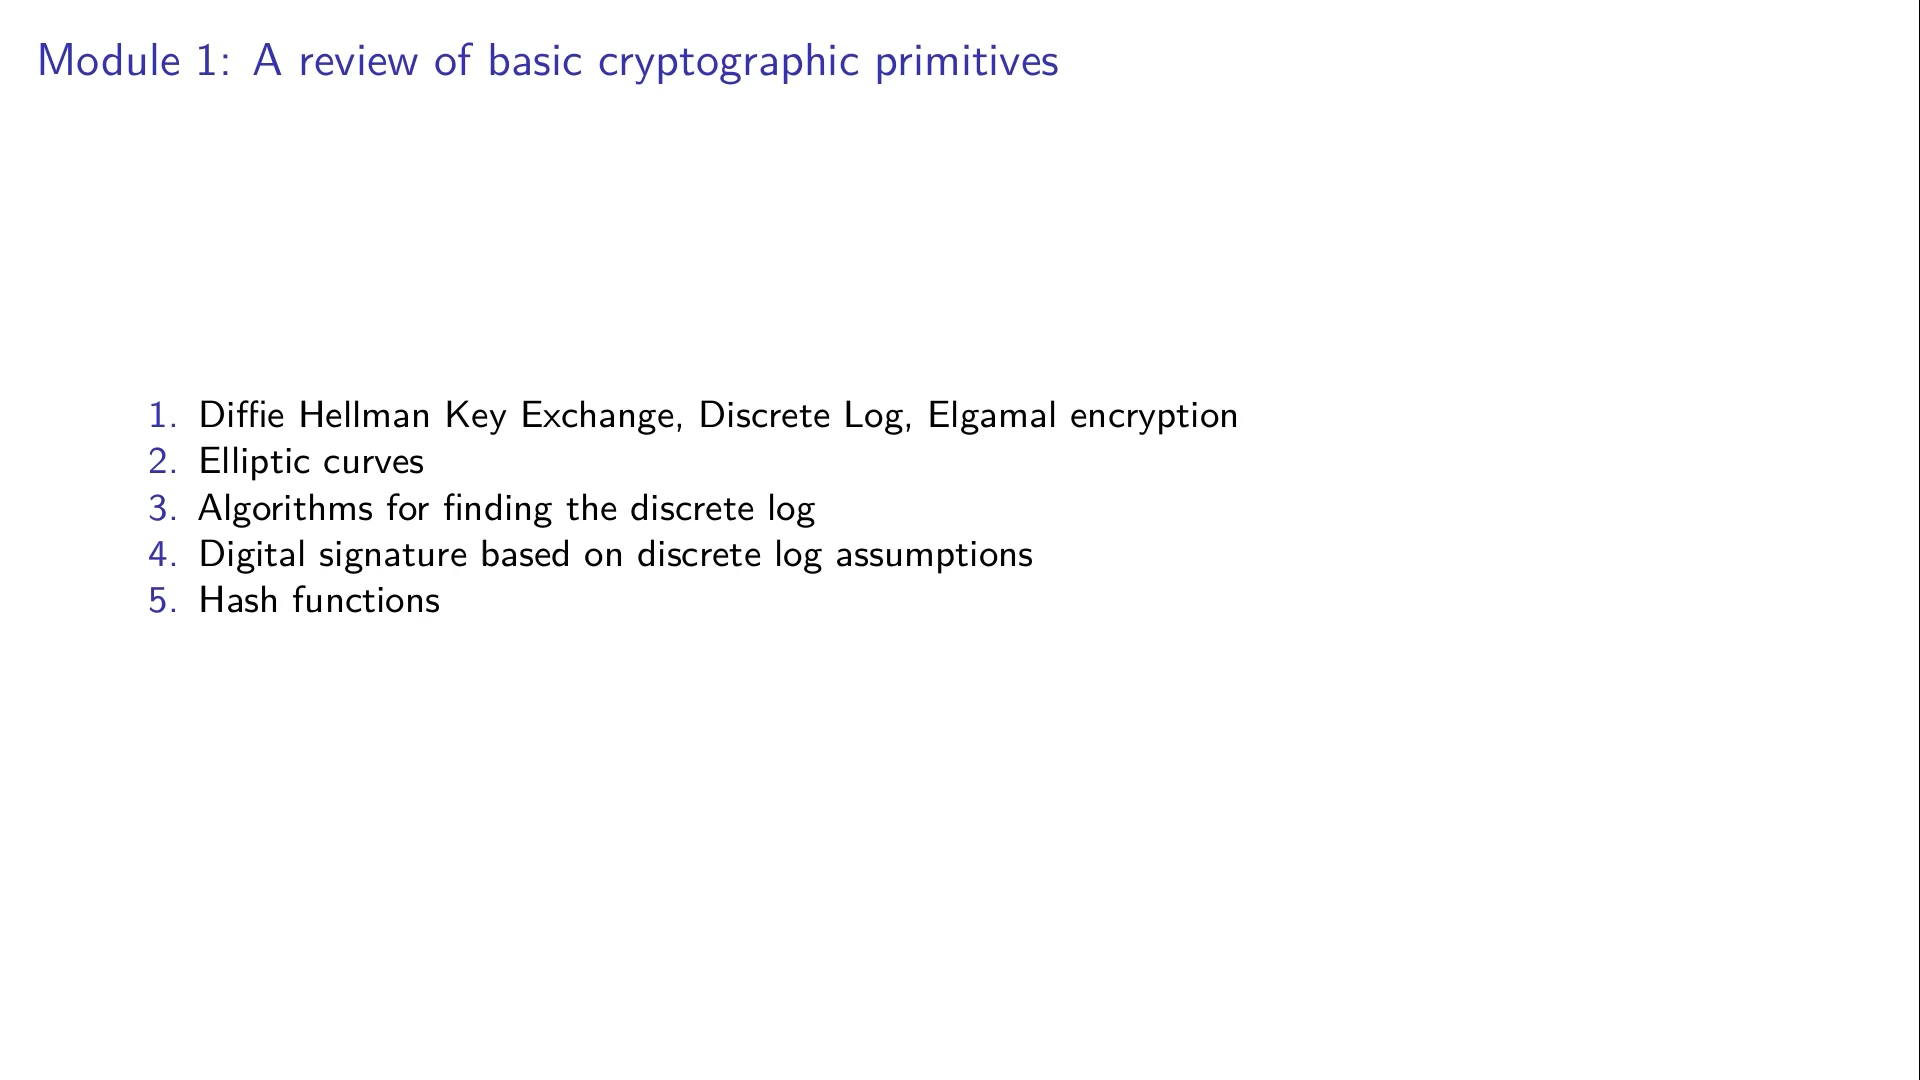 Module 1: A review of basic cryptographic primitives
1. Diffie Hellman Key Exchange, Discrete Log, Elgamal encryption
2. Elliptic curves
3. Algorithms for finding the discrete log
4. Digital signature based on discrete log assumptions
5. Hash functions